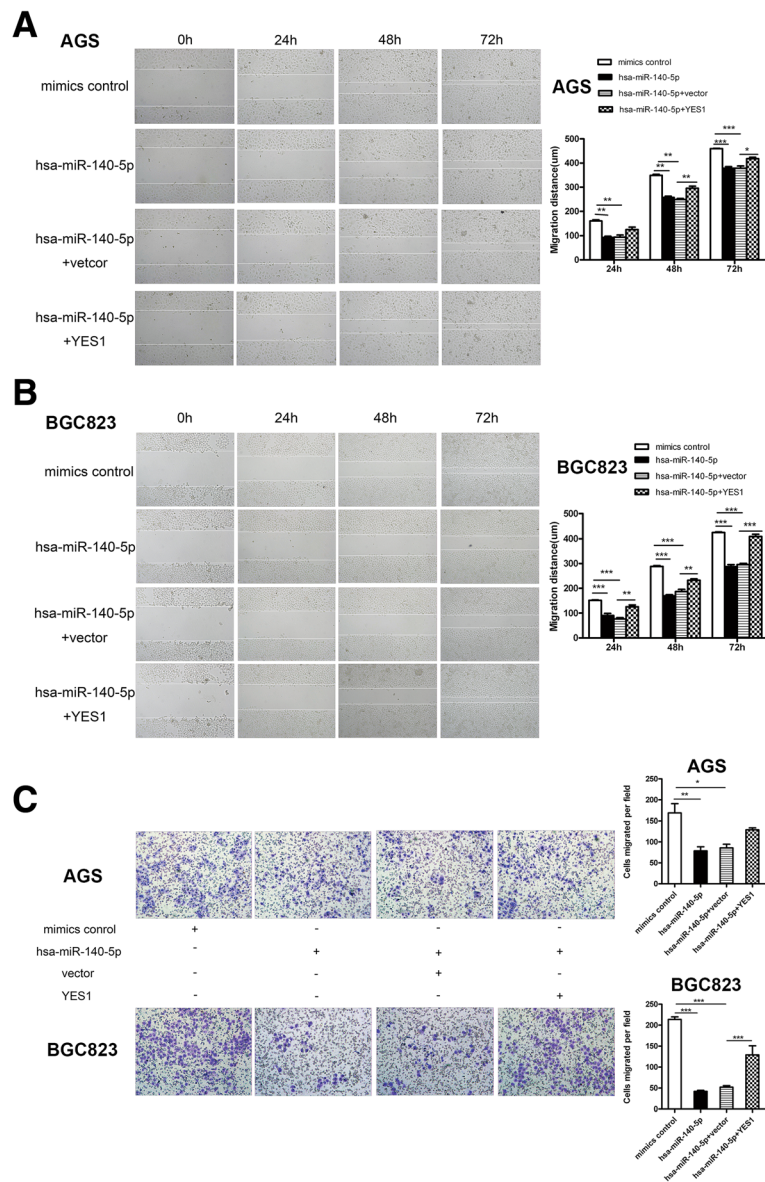 A
AGS
0h
24h
48h
72h
mimics control
hsa-miR-140-5p
hsa-miR-140-5p
+vetcor
hsa-miR-140-5p
+YES1
AGS
mimics control
hsa-miR-140-5p
hsa-miR-140-5p+vector
hsa-miR-140-5p+YES1
Migration distance(um)
500
400
300
200
100
0
** **
** ** **
*** *** *
24h
48h
72h
B
BGC823
0h
24h
48h
72h
mimics control
hsa-miR-140-5p
hsa-miR-140-5p
+vector
hsa-miR-140-5p
+YES1
BGC823
mimics control
hsa-miR-140-5p
hsa-miR-140-5p+vector
hsa-miR-140-5p+YES1
Migration distance(um)
500
400
300
200
100
0
*** *** **
*** *** **
*** *** ***
24h
48h
72h
C
AGS
mimics conrol + - - -
hsa-miR-140-5p - + + +
vector - - + -
YES1 - - - +
BGC823
AGS
Cells migrated per field
250
200
150
100
50
0
*
**
mimics control
hsa-miR-140-5p
hsa-miR-140-5p+vector
hsa-miR-140-5p+YES1
BGC823
Cells migrated per field
250
200
150
100
50
0
***
***
***
mimics control
hsa-miR-140-5p
hsa-miR-140-5p+vector
hsa-miR-140-5p+YES1